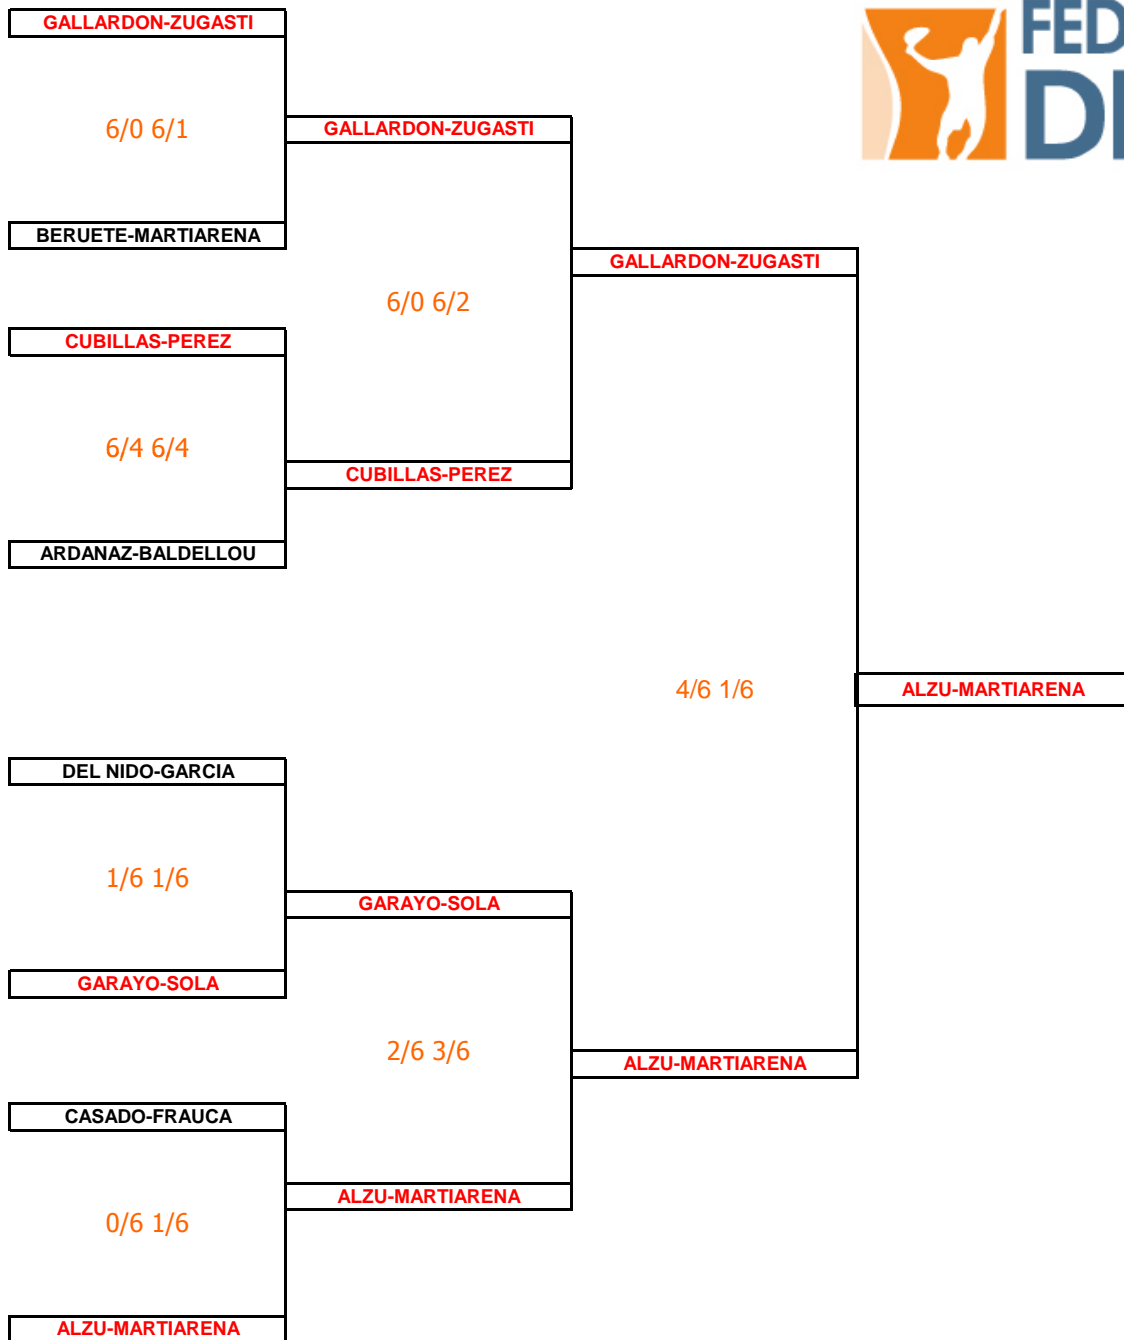 GALLARDON-ZUGASTI
FED
DE
6/0 6/1
GALLARDON-ZUGASTI
BERUETE-MARTIARENA
GALLARDON-ZUGASTI
6/0 6/2
CUBILLAS-PEREZ
6/4 6/4
CUBILLAS-PEREZ
ARDANAZ-BALDELLOU
4/6 1/6
ALZU-MARTIARENA
DEL NIDO-GARCIA
1/6 1/6
GARAYO-SOLA
GARAYO-SOLA
2/6 3/6
ALZU-MARTIARENA
CASADO-FRAUCA
ALZU-MARTIARENA
0/6 1/6
ALZU-MARTIARENA